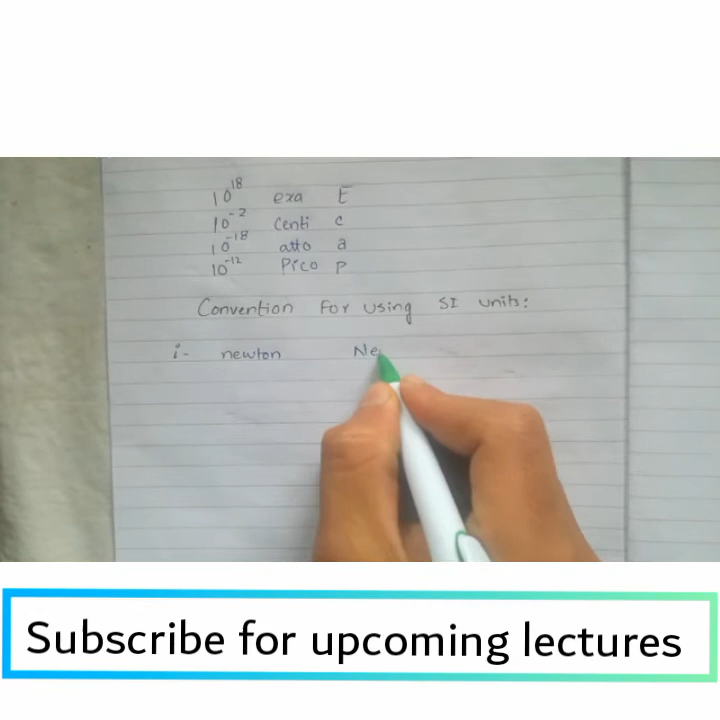 10^18 exa E
10^-2 Centi c
10^-18 atto a
10^-12 Pico p
Convention For using SI units:
i- newton Ne
Subscribe for upcoming lectures